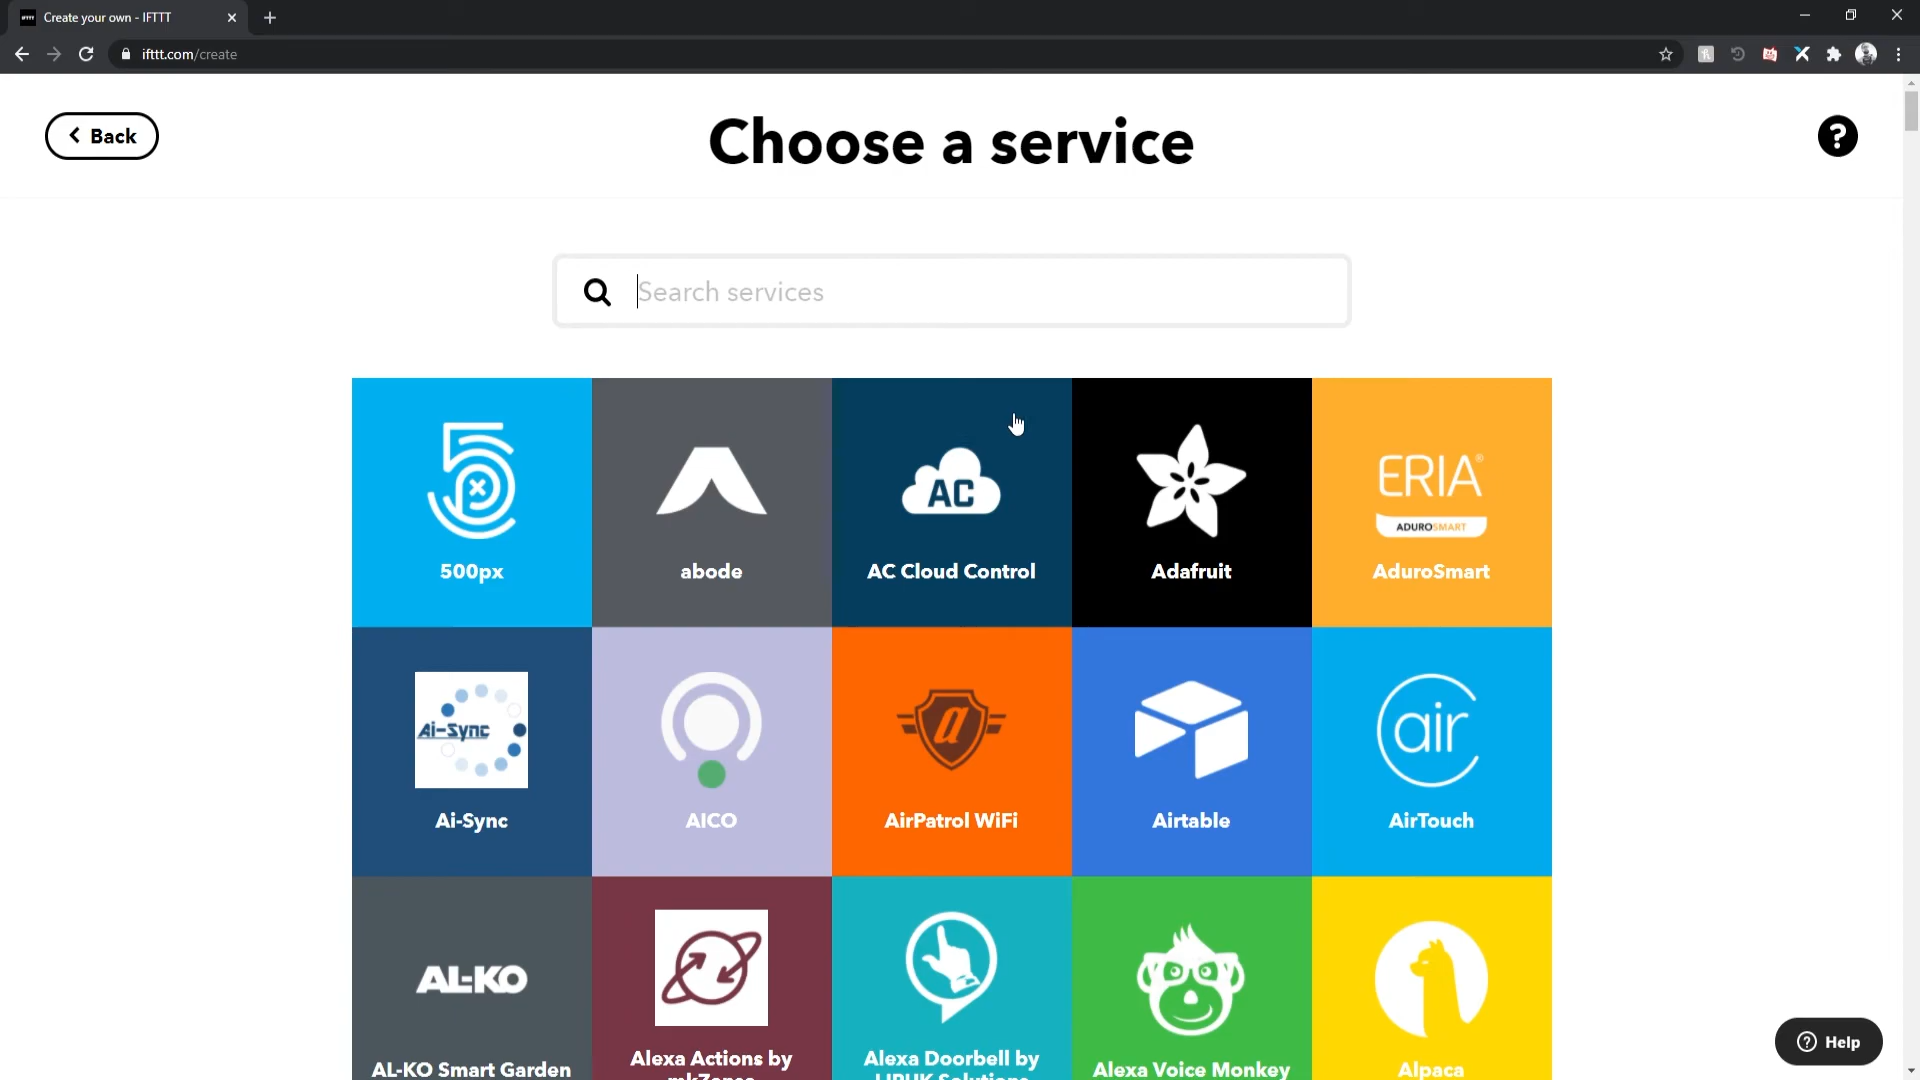 Create your own - IFTTT
ifttt.com/create
Back
Choose a service
?
Search services
500px
abode
AC
AC Cloud Control
Adafruit
ERIA®
ADUROSMART
AduroSmart
Ai-Sync
Ai-Sync
AICO
a
AirPatrol WiFi
Airtable
air
AirTouch
AL-KO
AL-KO Smart Garden
Alexa Actions by
Alexa Doorbell by
Alexa Voice Monkey
Alpaca
? Help